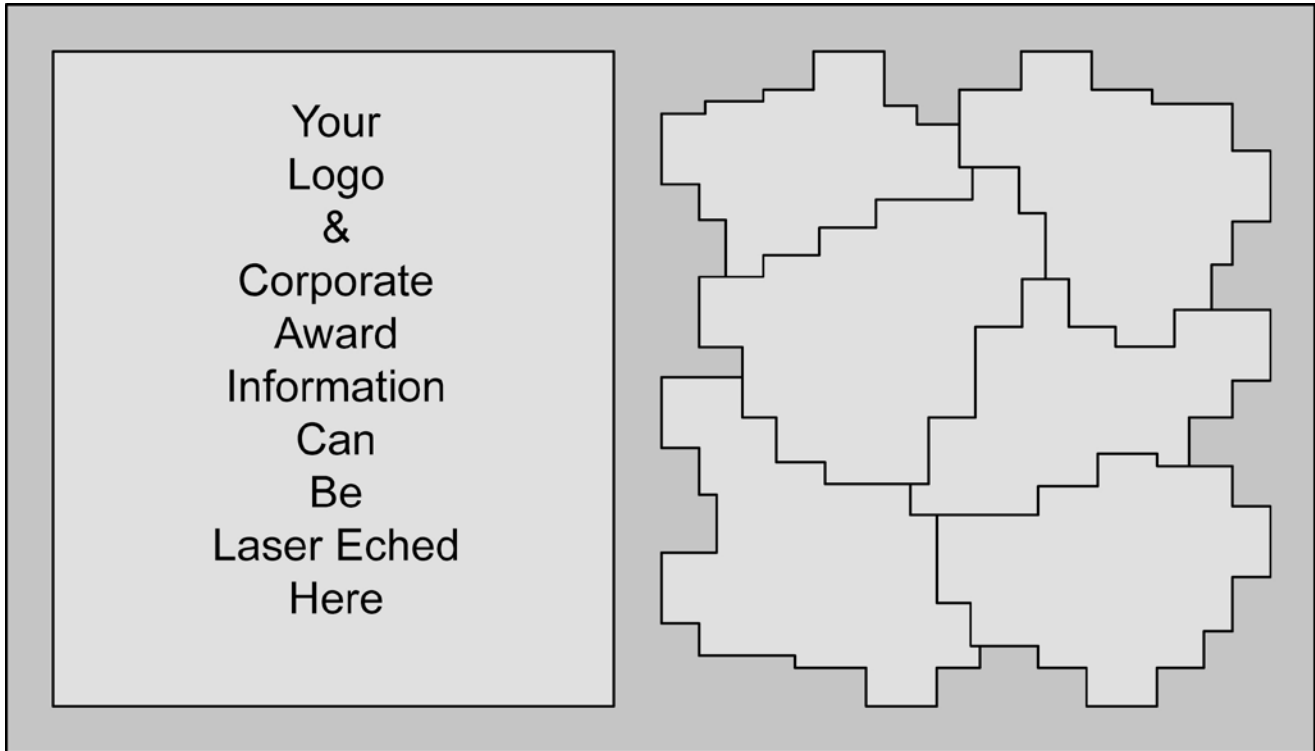 Your
Logo
&
Corporate
Award
Information
Can
Be
Laser Eched
Here